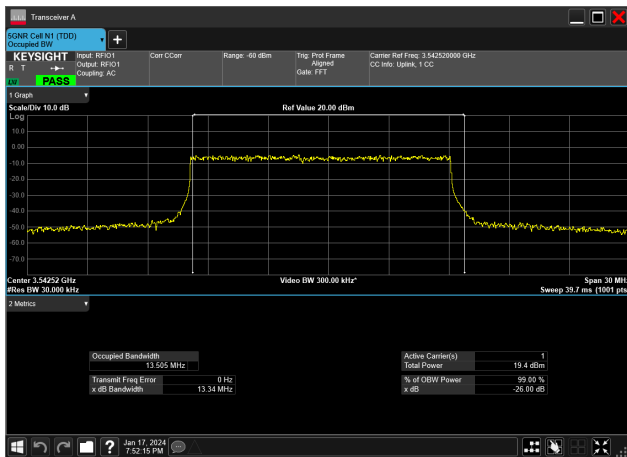 Transceiver A
5GNR Cell N1 (TDD)
Occupied BW
KEYSIGHT
R T
LNI
PASS
Input: RFIO1
Output: RFIO1
Coupling: AC
Corr CCorr
Range: -60 dBm
Trig: Prot Frame
Aligned
Gate: FFT
Carrier Ref Freq: 3.542520000 GHz
CC Info: Uplink, 1 CC
1 Graph
Scale/Div 10.0 dB
Ref Value 20.00 dBm
Log
10.0
0.00
-10.0
-20.0
-30.0
-40.0
-50.0
-60.0
-70.0
Center 3.54252 GHz
Video BW 300.00 kHz*
Span 30 MHz
#Res BW 30.000 kHz
Sweep 39.7 ms (1001 pts
2 Metrics
Occupied Bandwidth
13.505 MHz
Transmit Freq Error 0 Hz
x dB Bandwidth 13.34 MHz
Active Carrier(s) 1
Total Power 19.4 dBm
% of OBW Power 99.00 %
x dB -26.00 dB
Jan 17, 2024
7:52:15 PM